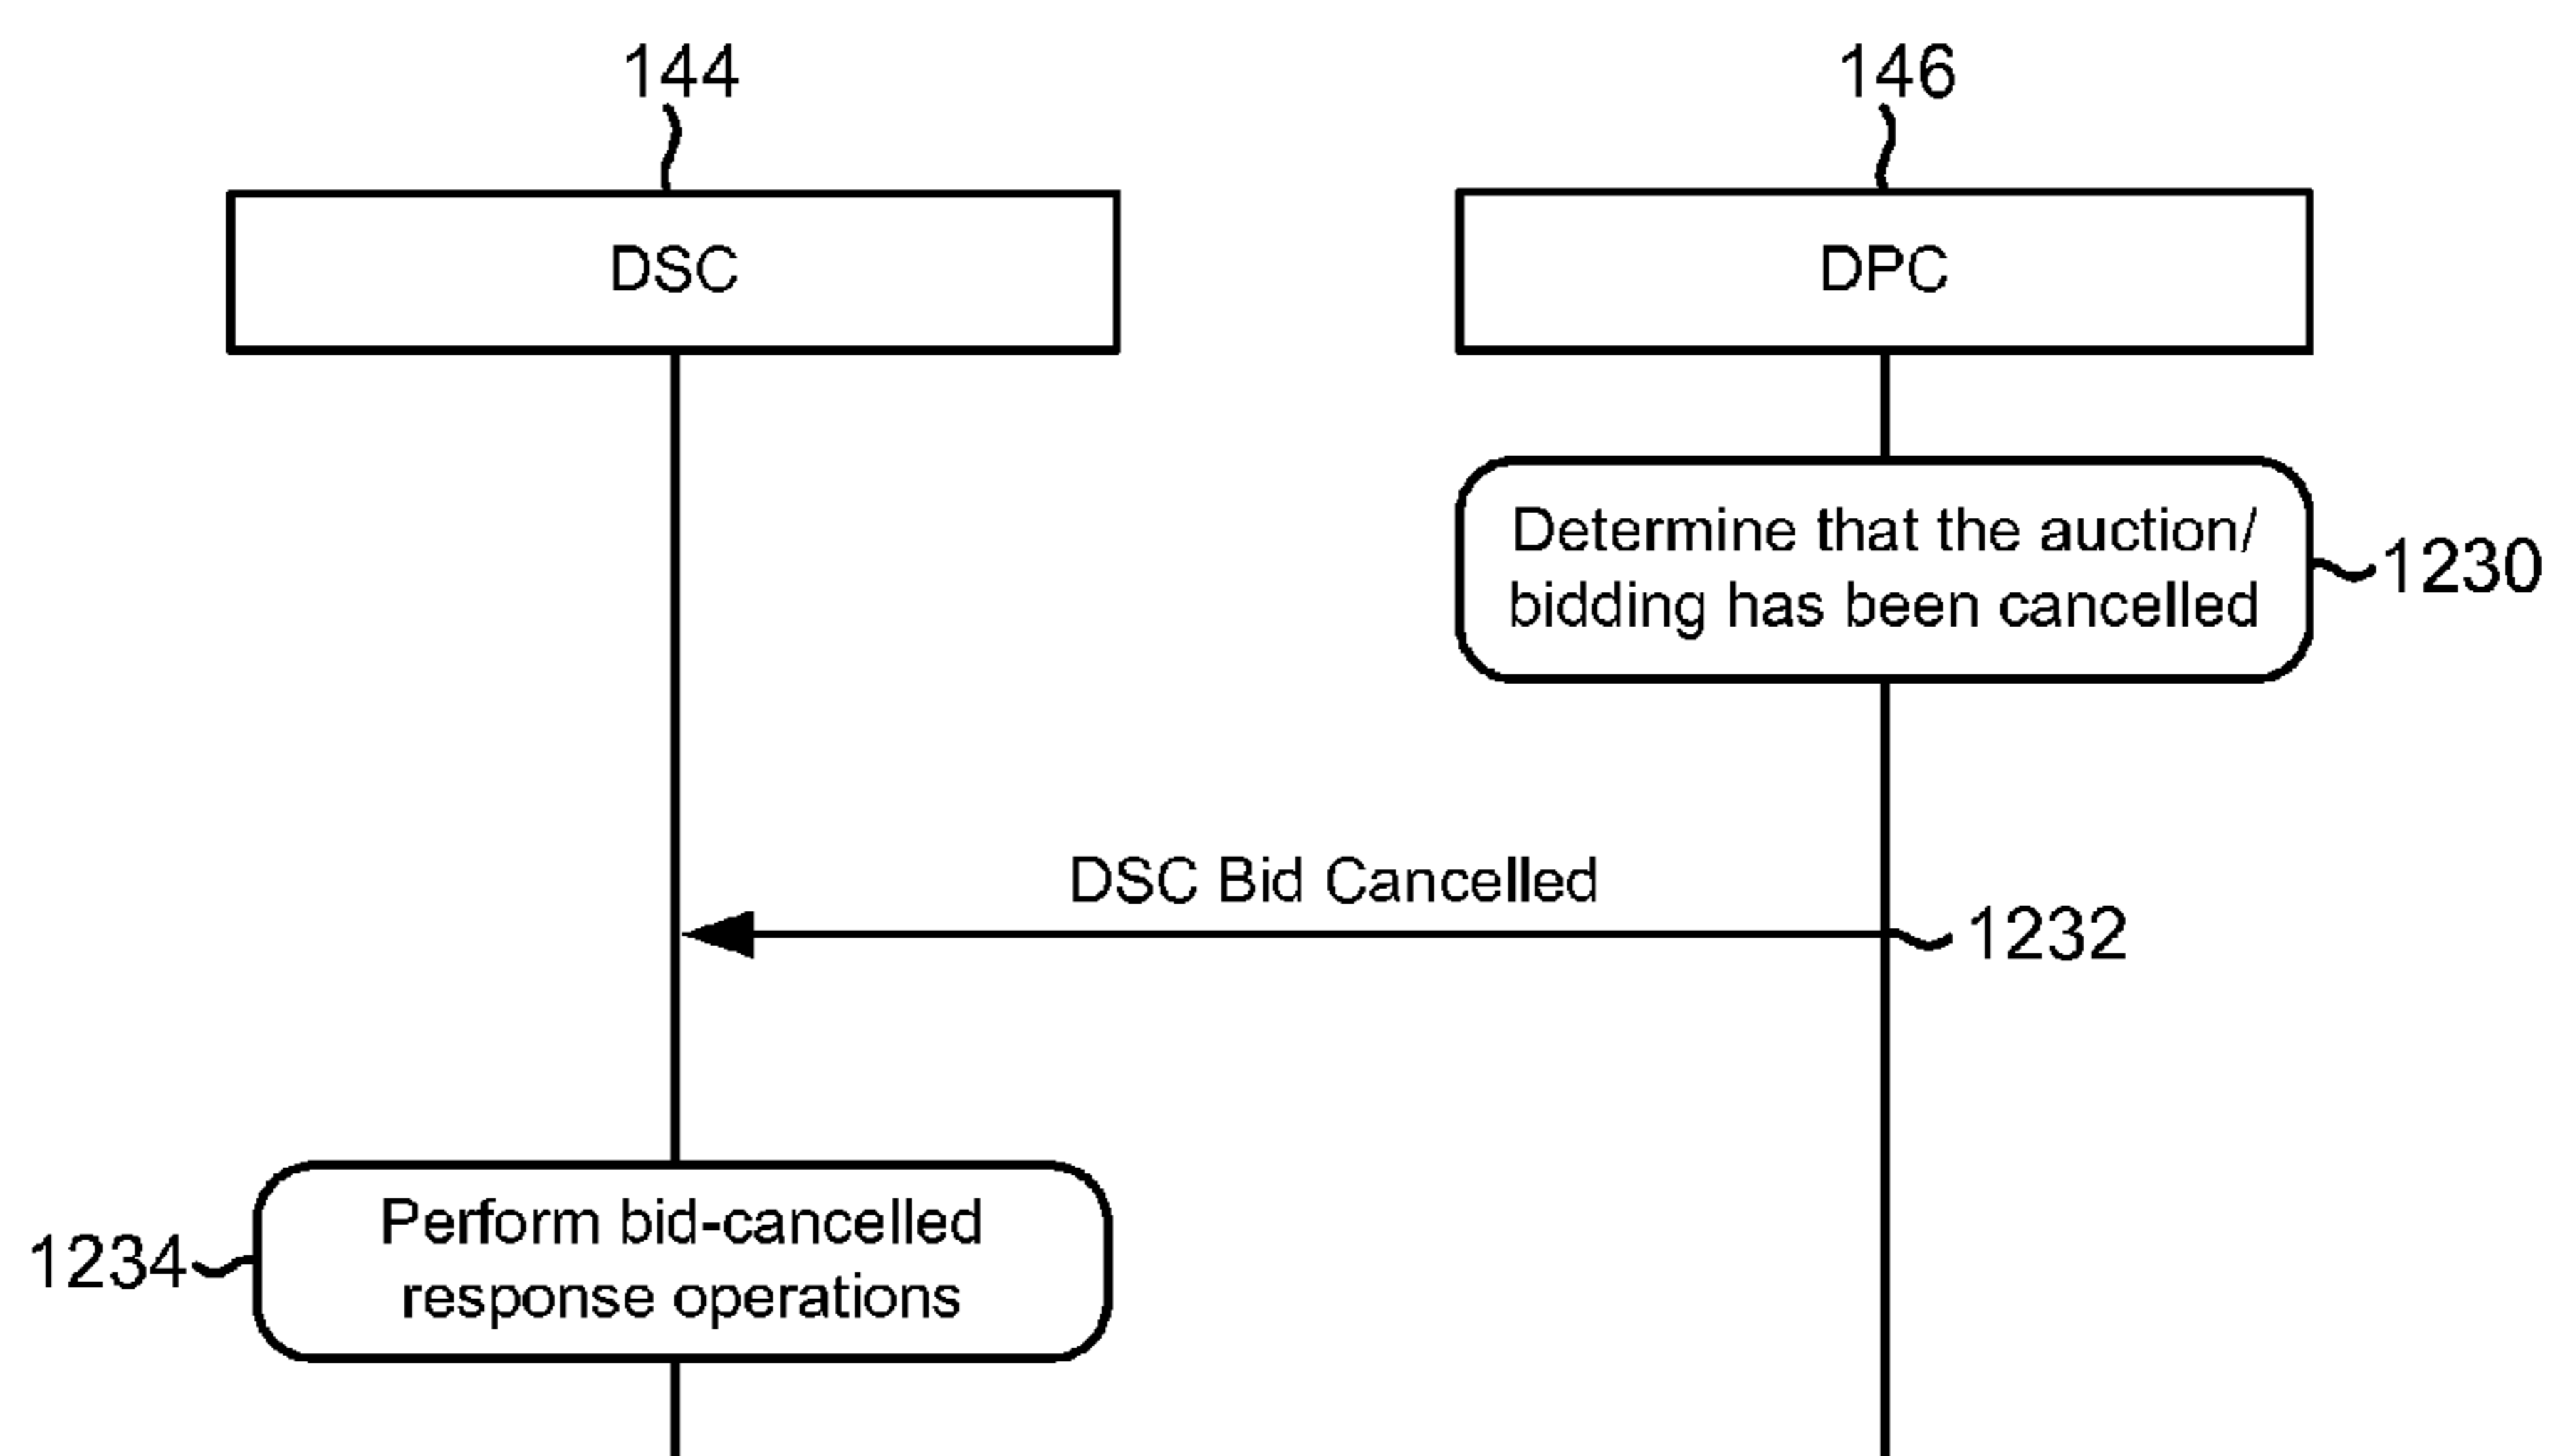 144
146
DSC
DPC
Determine that the auction/
bidding has been cancelled
1230
DSC Bid Cancelled
1232
Perform bid-cancelled
response operations
1234